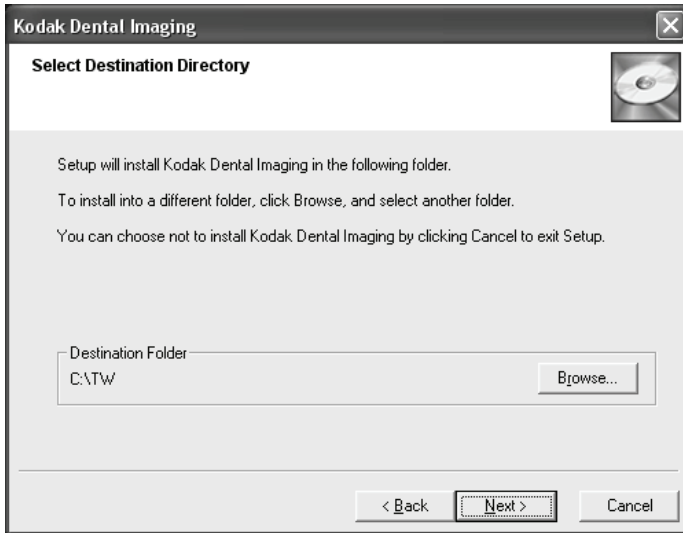 Kodak Dental Imaging
Select Destination Directory
Setup will install Kodak Dental Imaging in the following folder.
To install into a different folder, click Browse, and select another folder.
You can choose not to install Kodak Dental Imaging by clicking Cancel to exit Setup.
Destination Folder
C:\TW
Browse...
< Back
Next >
Cancel